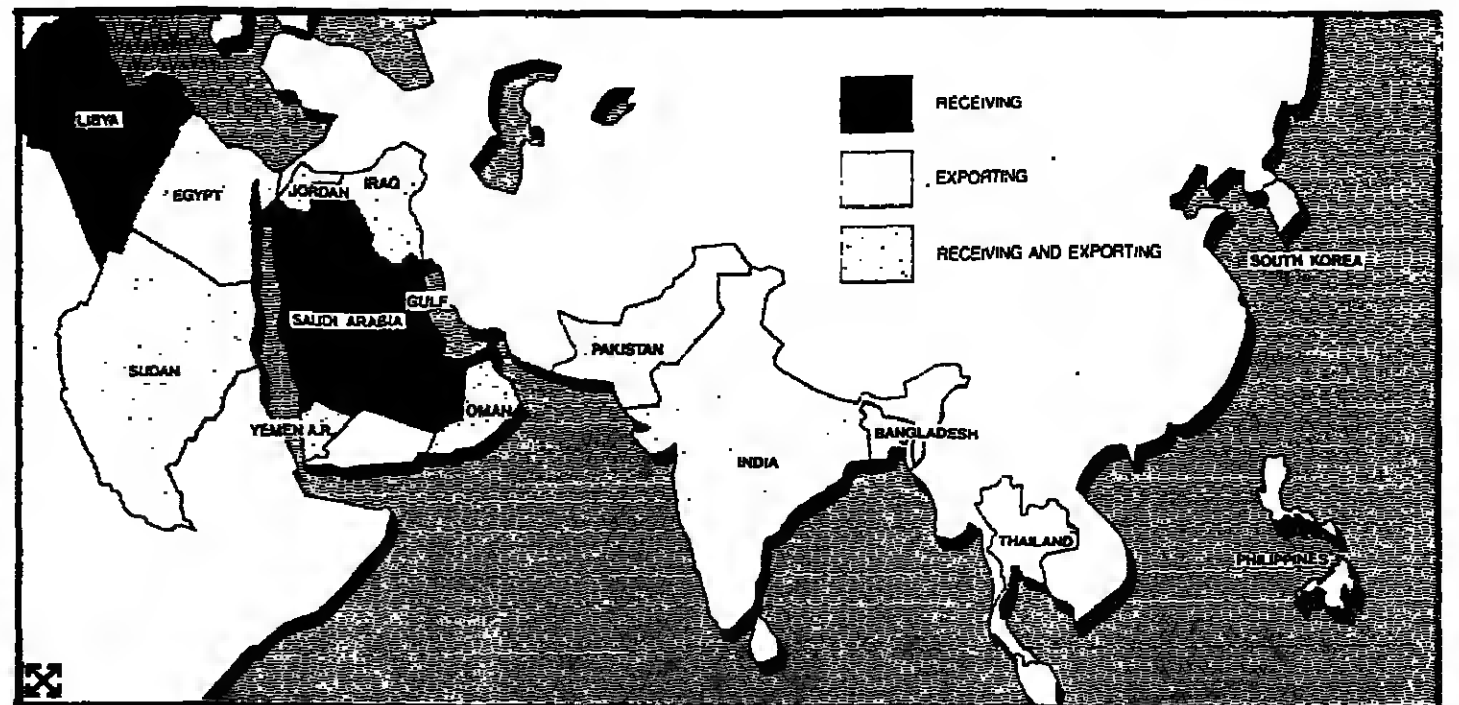 RECEIVING
EXPORTING
RECEIVING AND EXPORTING
LIBYA
EGYPT
JORDAN
IRAQ
SAUDI ARABIA
GULF
SUDAN
YEMEN A.R.
OMAN
PAKISTAN
INDIA
BANGLADESH
THAILAND
SOUTH KOREA
PHILIPPINES